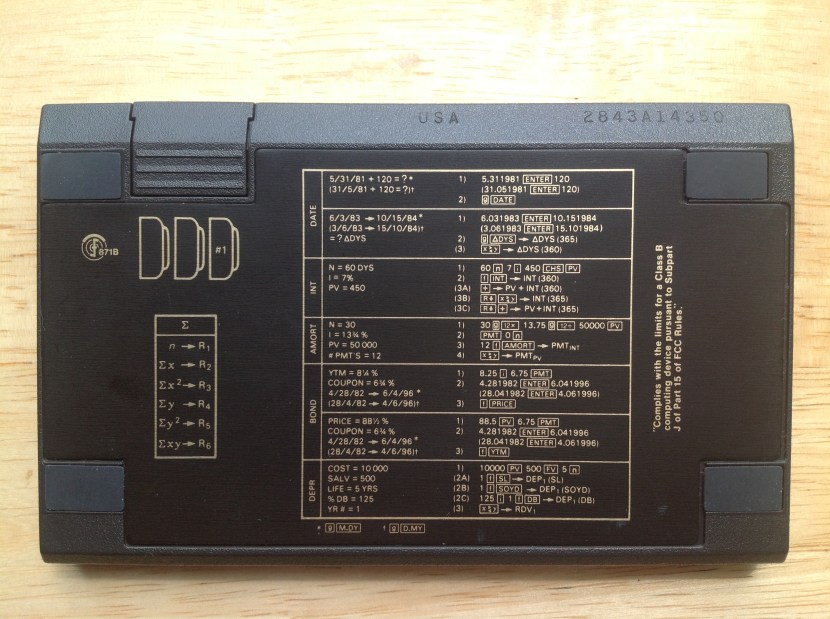 USA 2843A14350
871B
#1
Σ
n → R1
Σx → R2
Σx² → R3
Σy → R4
Σy² → R5
Σxy → R6
DATE
5/31/81 + 120 = ? * 1) 5.311981 ENTER 120
(31/5/81 + 120 = ?)† (31.051981 ENTER 120)
2) g DATE
6/3/83 → 10/15/84* 1) 6.031983 ENTER 10.151984
(3/6/83 → 15/10/84)† (3.061983 ENTER 15.101984)
= ? ΔDYS 2) g ΔDYS → ΔDYS (365)
(3) x≷y → ΔDYS (360)
INT
N = 60 DYS 1) 60 n 7 i 450 CHS PV
I = 7% 2) f INT → INT (360)
PV = 450 (3A) + → PV + INT (360)
(3B) R↓ x≷y → INT (365)
(3C) R↓ + → PV + INT (365)
AMORT
N = 30 1) 30 g 12× 13.75 g 12÷ 50000 PV
i = 13¾ % 2) PMT 0 n
PV = 50 000 3) 12 f AMORT → PMT INT
# PMT'S = 12 4) x≷y → PMT PV
BOND
YTM = 8¼ % 1) 8.25 i 6.75 PMT
COUPON = 6¾ % 2) 4.281982 ENTER 6.041996
4/28/82 → 6/4/96 * (28.041982 ENTER 4.061996)
(28/4/82 → 4/6/96)† 3) f PRICE
PRICE = 88½ % 1) 88.5 PV 6.75 PMT
COUPON = 6¾ % 2) 4.281982 ENTER 6.041996
4/28/82 → 6/4/96* (28.041982 ENTER 4.061996)
(28/4/82 → 4/6/96)† 3) f YTM
DEPR
COST = 10 000 1) 10000 PV 500 FV 5 n
SALV = 500 (2A) 1 f SL → DEP1 (SL)
LIFE = 5 YRS (2B) 1 f SOYD → DEP1 (SOYD)
% DB = 125 (2C) 125 i 1 f DB → DEP1 (DB)
YR # = 1 (3) x≷y → RDV1
* g M.DY † g D.MY
"Complies with the limits for a Class B
computing device pursuant to Subpart
J of Part 15 of FCC Rules."